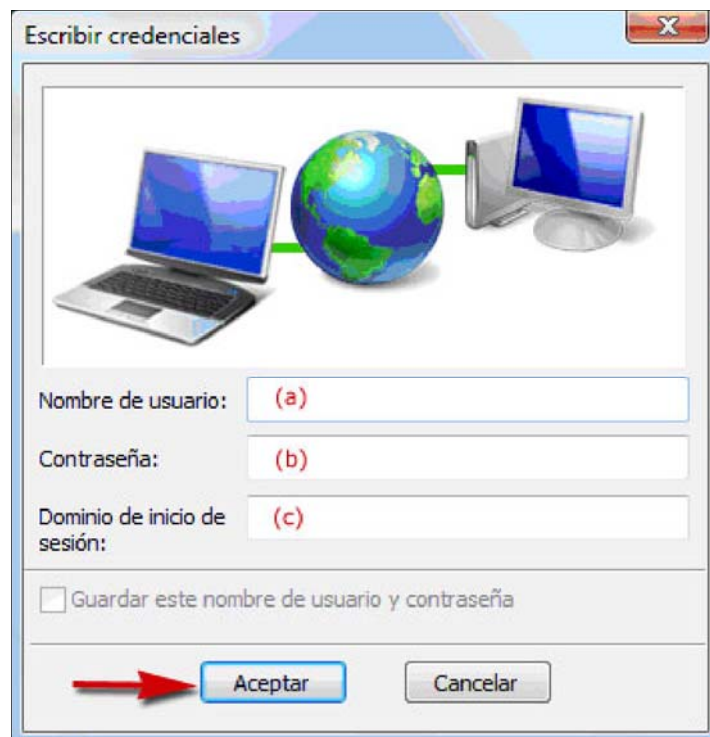 Escribir credenciales
Nombre de usuario: (a)
Contraseña: (b)
Dominio de inicio de (c)
sesión:
Guardar este nombre de usuario y contraseña
Aceptar Cancelar